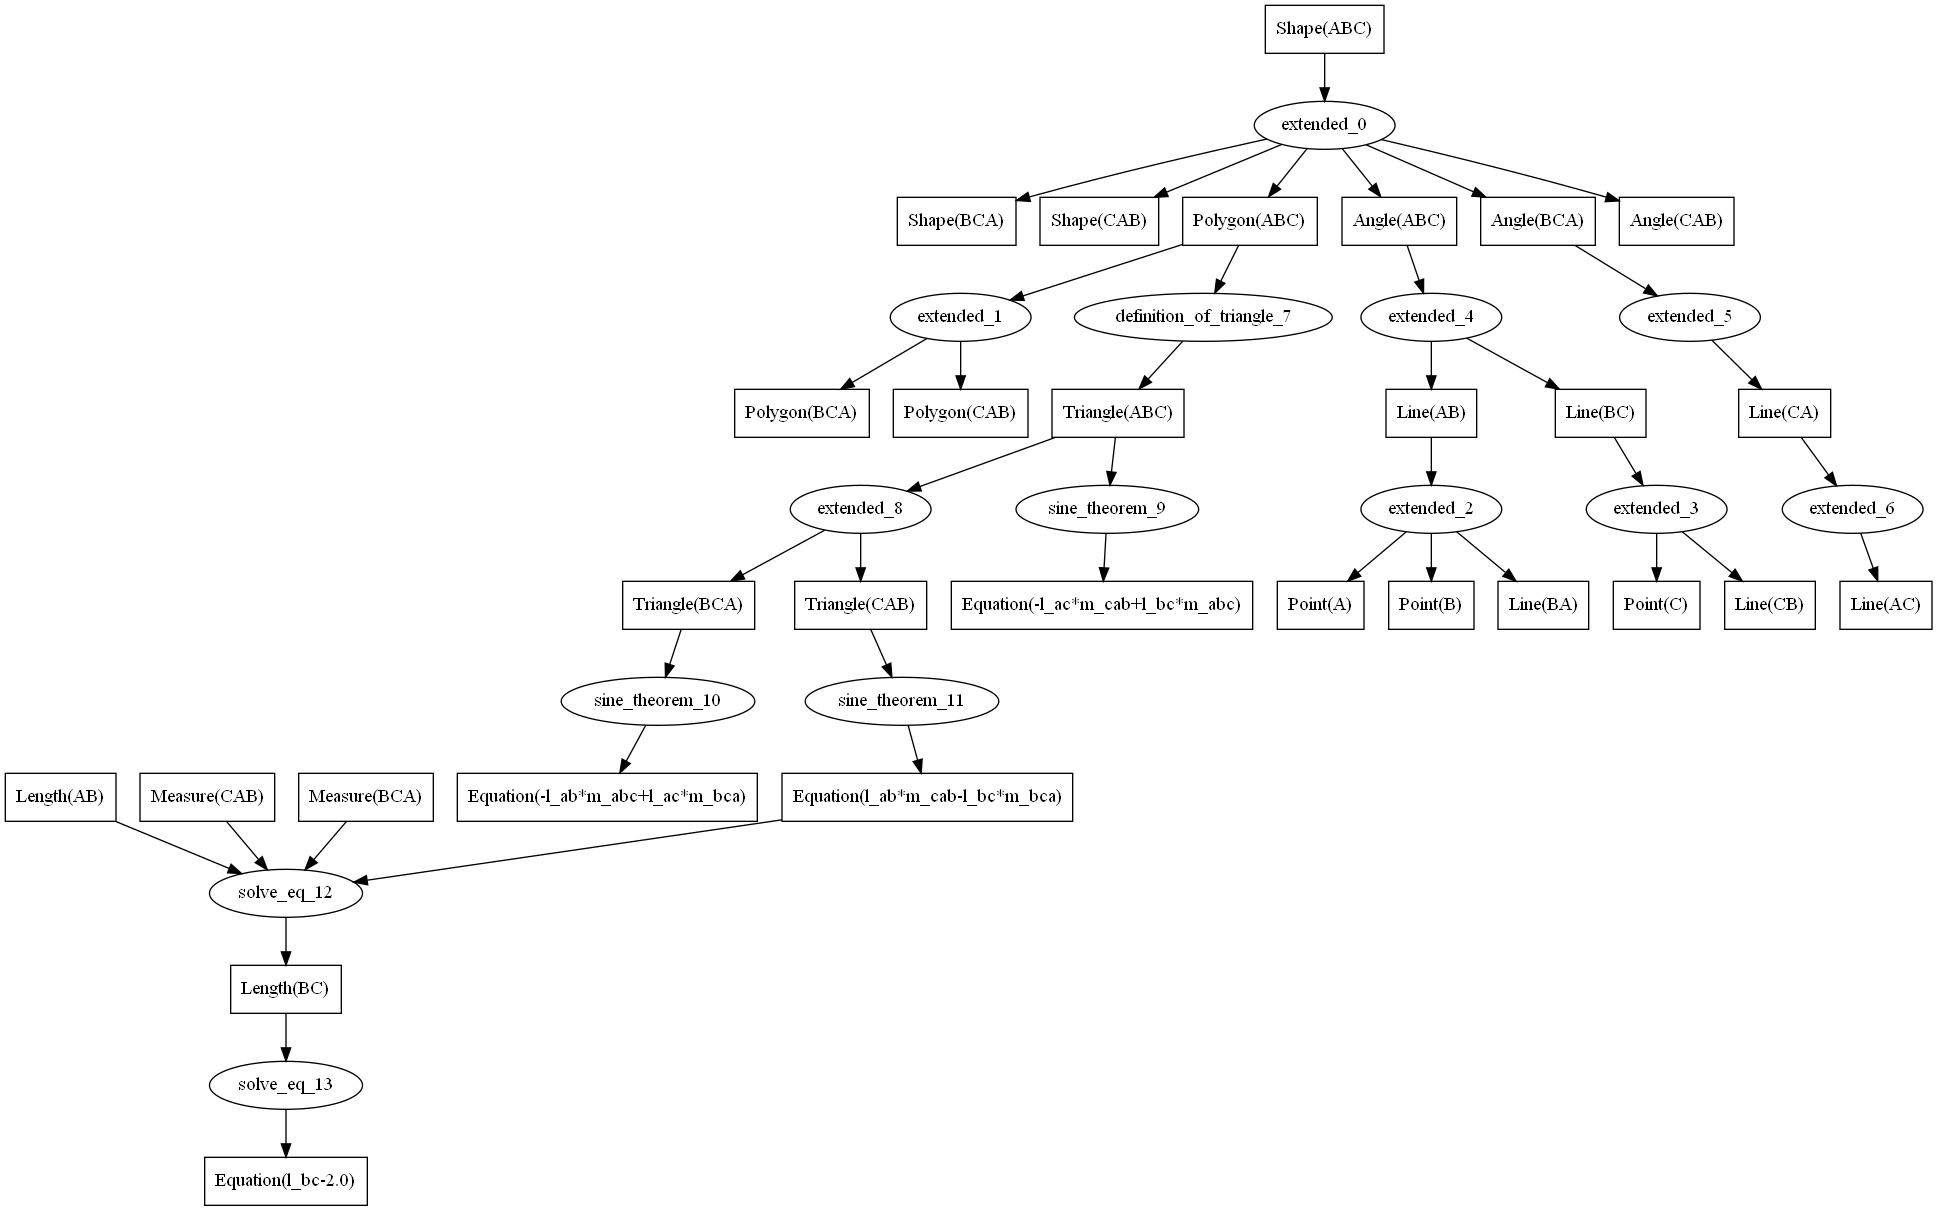 Shape(ABC)
extended_0
Shape(BCA)
Shape(CAB)
Polygon(ABC)
Angle(ABC)
Angle(BCA)
Angle(CAB)
extended_1
definition_of_triangle_7
extended_4
extended_5
Polygon(BCA)
Polygon(CAB)
Triangle(ABC)
Line(AB)
Line(BC)
Line(CA)
extended_8
sine_theorem_9
extended_2
extended_3
extended_6
Triangle(BCA)
Triangle(CAB)
Equation(-l_ac*m_cab+l_bc*m_abc)
Point(A)
Point(B)
Line(BA)
Point(C)
Line(CB)
Line(AC)
sine_theorem_10
sine_theorem_11
Length(AB)
Measure(CAB)
Measure(BCA)
Equation(-l_ab*m_abc+l_ac*m_bca)
Equation(l_ab*m_cab-l_bc*m_bca)
solve_eq_12
Length(BC)
solve_eq_13
Equation(l_bc-2.0)